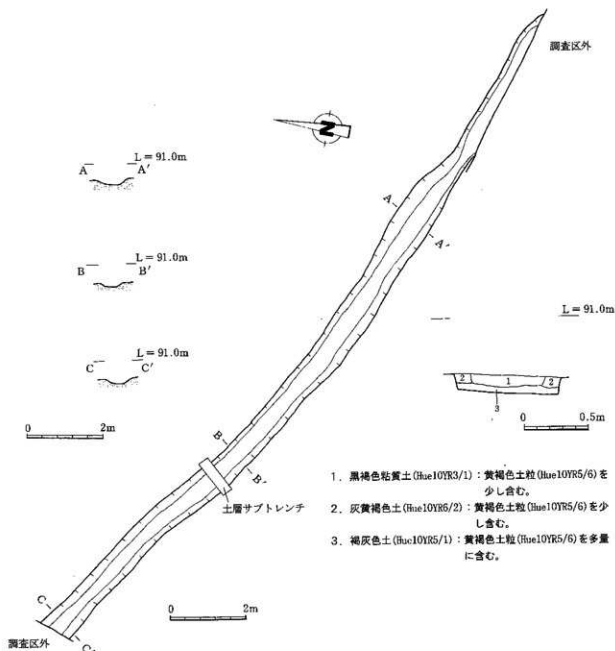 調査区外
N
A L=91.0m A′
B L=91.0m B′
C L=91.0m C′
0 2m
A
A′
L=91.0m
2 1 2
3
0 0.5m
B
B′
土層サブトレンチ
1. 黒褐色粘質土(Hue10YR3/1)：黄褐色土粒(Hue10YR5/6)を
少し含む。
2. 灰黄褐色土(Hue10YR6/2)：黄褐色土粒(Hue10YR5/6)を少
し含む。
3. 褐灰色土(Hue10YR5/1)：黄褐色土粒(Hue10YR5/6)を多量
に含む。
C
C′
0 2m
調査区外